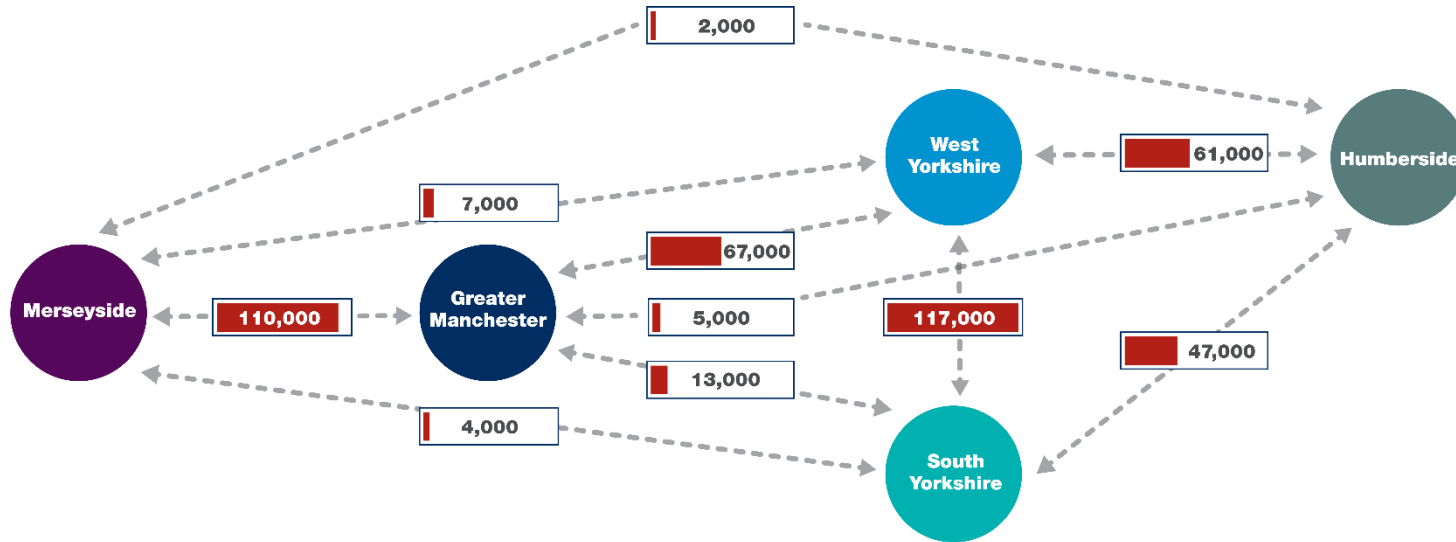 2,000
West
Yorkshire
61,000
Humberside
7,000
67,000
Merseyside
110,000
Greater
Manchester
5,000
117,000
47,000
13,000
4,000
South
Yorkshire